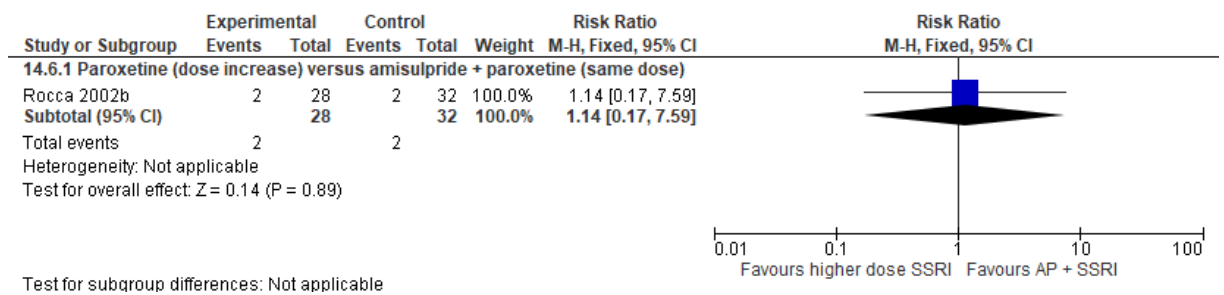 Experimental Control Risk Ratio Risk Ratio
Study or Subgroup Events Total Events Total Weight M-H, Fixed, 95% CI M-H, Fixed, 95% CI
14.6.1 Paroxetine (dose increase) versus amisulpride + paroxetine (same dose)
Rocca 2002b 2 28 2 32 100.0% 1.14 [0.17, 7.59]
Subtotal (95% CI) 28 32 100.0% 1.14 [0.17, 7.59]
Total events 2 2
Heterogeneity: Not applicable
Test for overall effect: Z = 0.14 (P = 0.89)
0.01 0.1 1 10 100
Favours higher dose SSRI Favours AP + SSRI
Test for subgroup differences: Not applicable